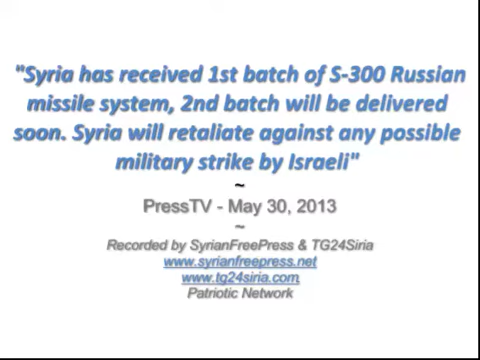 "Syria has received 1st batch of S-300 Russian
missile system, 2nd batch will be delivered
soon. Syria will retaliate against any possible
military strike by Israeli"
~
PressTV - May 30, 2013
~
Recorded by SyrianFreePress & TG24Siria
www.syrianfreepress.net
www.tg24siria.com
Patriotic Network